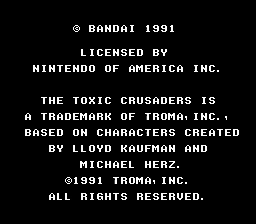 © BANDAI 1991
LICENSED BY
NINTENDO OF AMERICA INC.
THE TOXIC CRUSADERS IS
A TRADEMARK OF TROMA, INC.,
BASED ON CHARACTERS CREATED
BY LLOYD KAUFMAN AND
MICHAEL HERZ.
©1991 TROMA, INC.
ALL RIGHTS RESERVED.